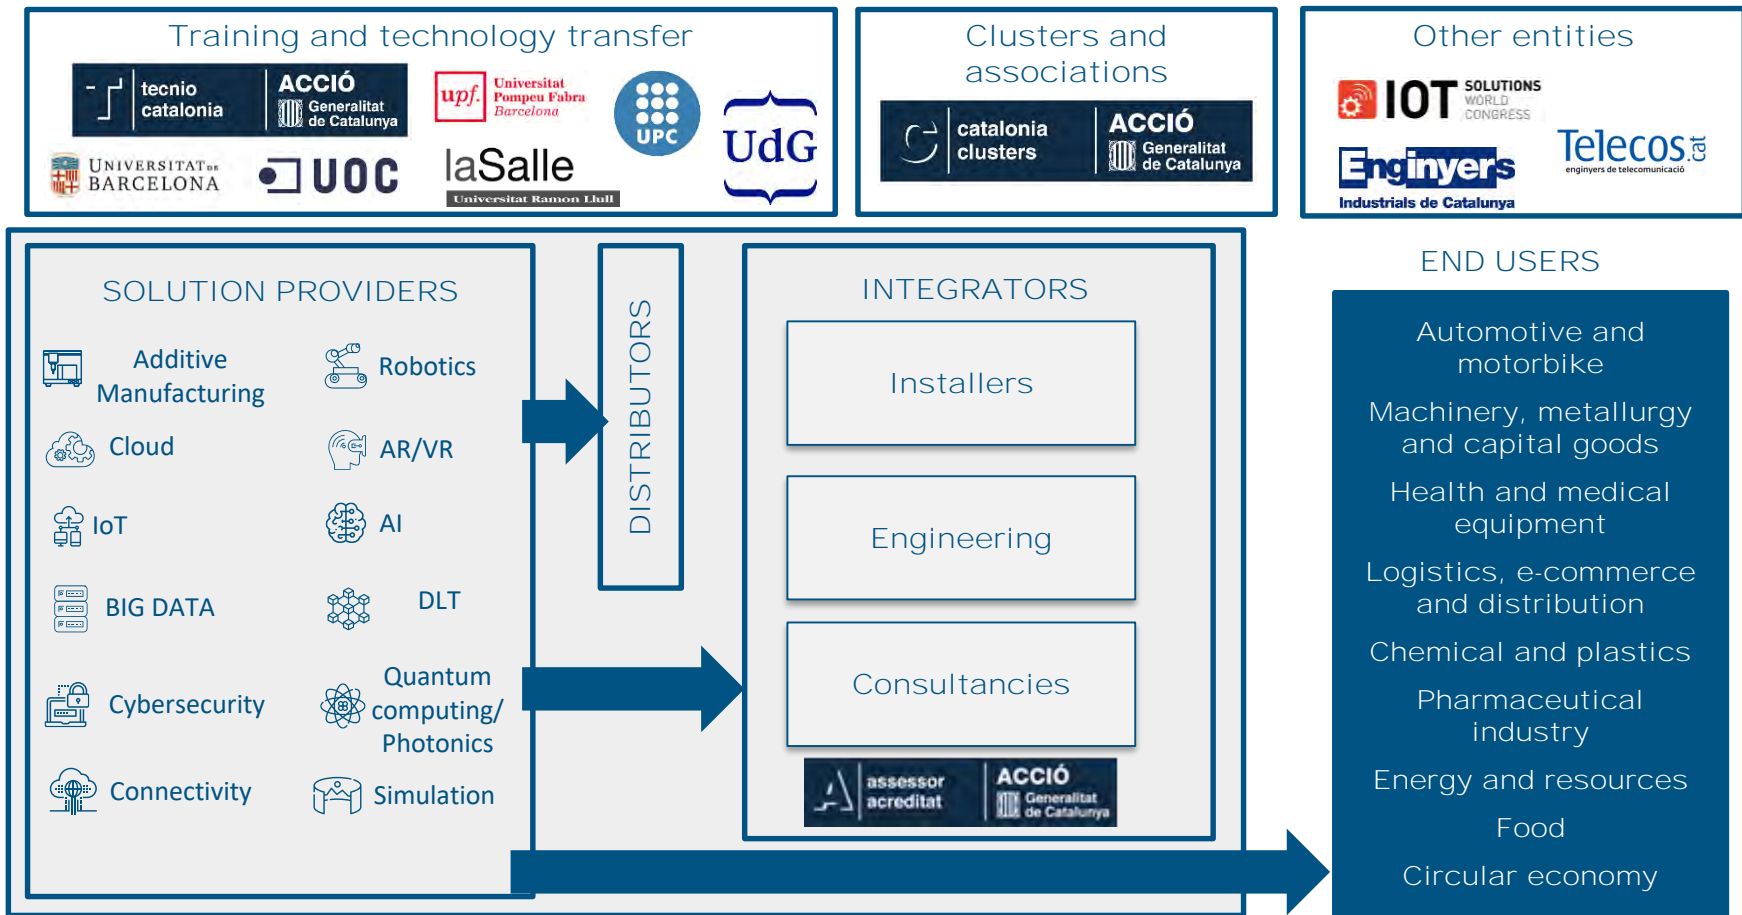 Training and technology transfer
tecnio
catalonia
ACCIÓ
Generalitat
de Catalunya
upf.
Universitat
Pompeu Fabra
Barcelona
UPC
UdG
UNIVERSITAT DE
BARCELONA
UOC
laSalle
Universitat Ramon Llull
Clusters and
associations
catalonia
clusters
ACCIÓ
Generalitat
de Catalunya
Other entities
IOT SOLUTIONS
WORLD
CONGRESS
Enginyers
Industrials de Catalunya
Telecos.cat
enginyers de telecomunicació
SOLUTION PROVIDERS
Additive
Manufacturing
Robotics
Cloud
AR/VR
IoT
AI
BIG DATA
DLT
Cybersecurity
Quantum
computing/
Photonics
Connectivity
Simulation
DISTRIBUTORS
INTEGRATORS
Installers
Engineering
Consultancies
assessor
acreditat
ACCIÓ
Generalitat
de Catalunya
END USERS
Automotive and
motorbike
Machinery, metallurgy
and capital goods
Health and medical
equipment
Logistics, e-commerce
and distribution
Chemical and plastics
Pharmaceutical
industry
Energy and resources
Food
Circular economy